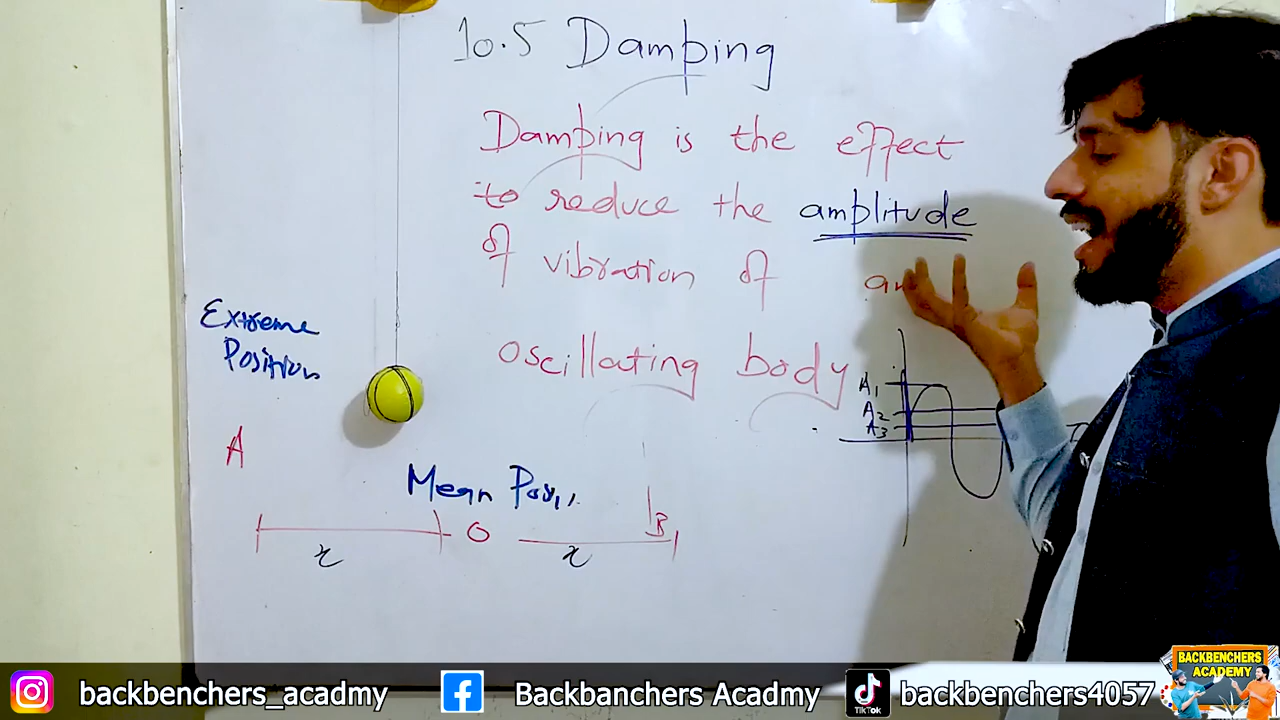 10.5 Damping
Damping is the effect
to reduce the amplitude
of vibration of
oscillating body
Extreme
Position
A
Mean
O
B
x
x
A1
A2
A3
backbenchers_acadmy
Backbanchers Acadmy
TikTok
backbenchers4057
BACKBENCHERS
ACADEMY